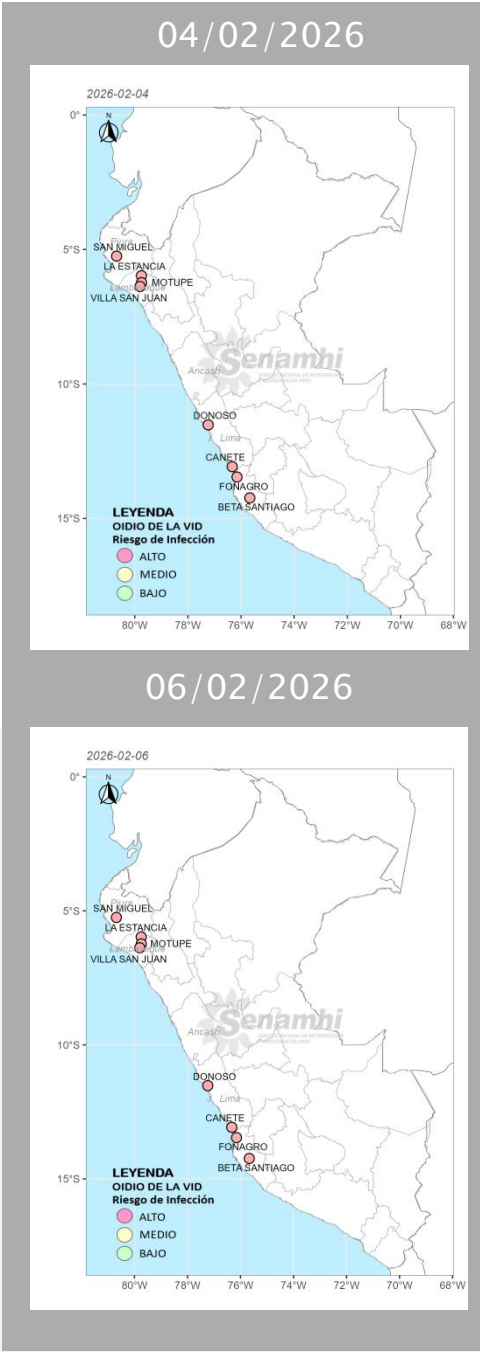 04/02/2026
2026-02-04
N
0°
Piura
SAN MIGUEL
5°S
LA ESTANCIA
MOTUPE
Lambayeque
VILLA SAN JUAN
Senamhi
Ancash
10°S
DONOSO
Lima
CANETE
FONAGRO
BETA SANTIAGO
LEYENDA
15°S
OIDIO DE LA VID
Riesgo de Infección
ALTO
MEDIO
BAJO
80°W 78°W 76°W 74°W 72°W 70°W 68°W
06/02/2026
2026-02-06
0°
N
Piura
SAN MIGUEL
5°S
LA ESTANCIA
MOTUPE
Lambayeque
VILLA SAN JUAN
Senamhi
Ancash
10°S
DONOSO
Lima
CANETE
FONAGRO
BETA SANTIAGO
LEYENDA
15°S
OIDIO DE LA VID
Riesgo de Infección
ALTO
MEDIO
BAJO
80°W 78°W 76°W 74°W 72°W 70°W 68°W